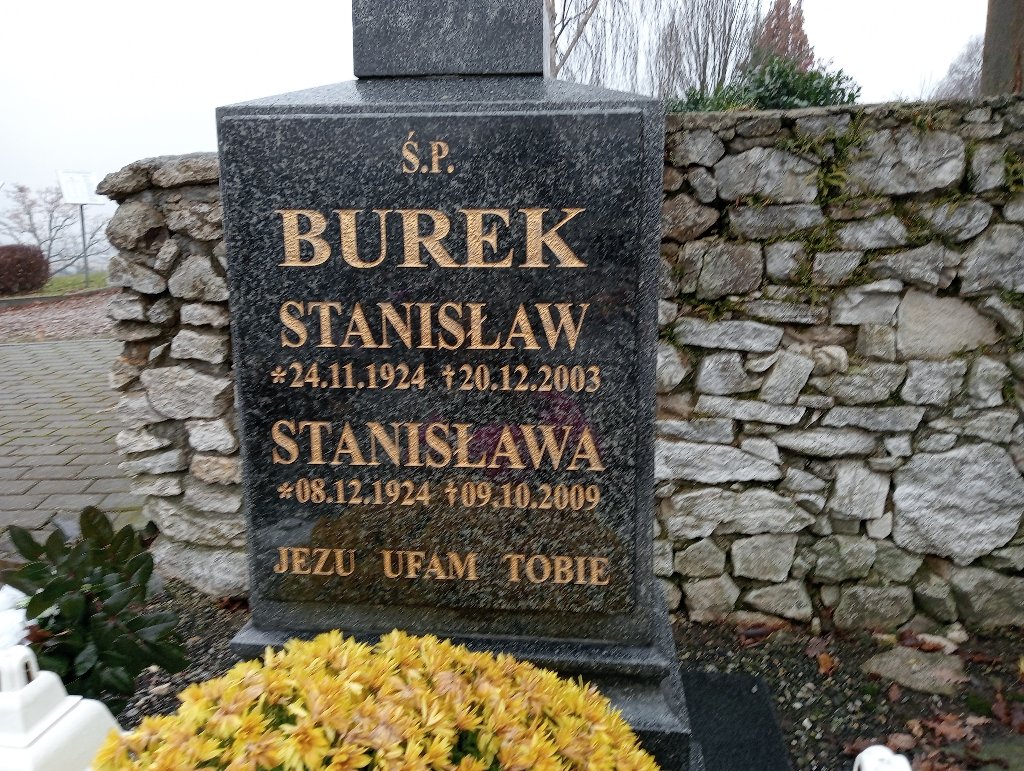 Ś.P.
BUREK
STANISŁAW
*24.11.1924 †20.12.2003
STANISŁAWA
*08.12.1924 †09.10.2009
JEZU UFAM TOBIE